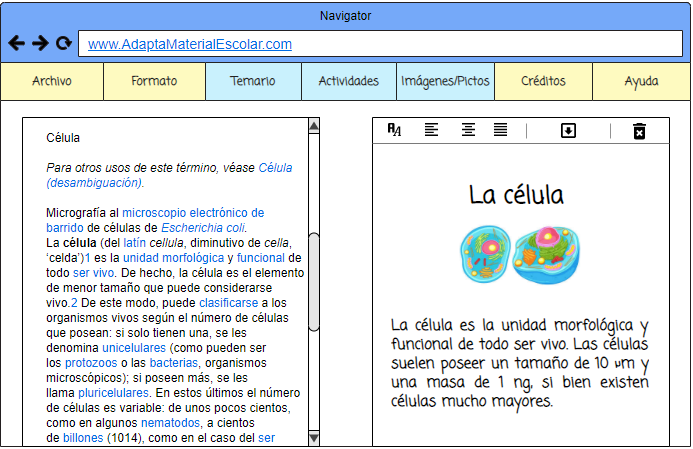 Navigator
www.AdaptaMaterialEscolar.com
Archivo Formato Temario Actividades Imágenes/Pictos Créditos Ayuda
Célula
Para otros usos de este término, véase Célula
(desambiguación).
Micrografía al microscopio electrónico de
barrido de células de Escherichia coli.
La célula (del latín cellula, diminutivo de cella,
‘celda’)1 es la unidad morfológica y funcional de
todo ser vivo. De hecho, la célula es el elemento
de menor tamaño que puede considerarse
vivo.2 De este modo, puede clasificarse a los
organismos vivos según el número de células
que posean: si solo tienen una, se les
denomina unicelulares (como pueden ser
los protozoos o las bacterias, organismos
microscópicos); si poseen más, se les
llama pluricelulares. En estos últimos el número
de células es variable: de unos pocos cientos,
como en algunos nematodos, a cientos
de billones (1014), como en el caso del ser
La célula
La célula es la unidad morfológica y
funcional de todo ser vivo. Las células
suelen poseer un tamaño de 10 µm y
una masa de 1 ng, si bien existen
células mucho mayores.